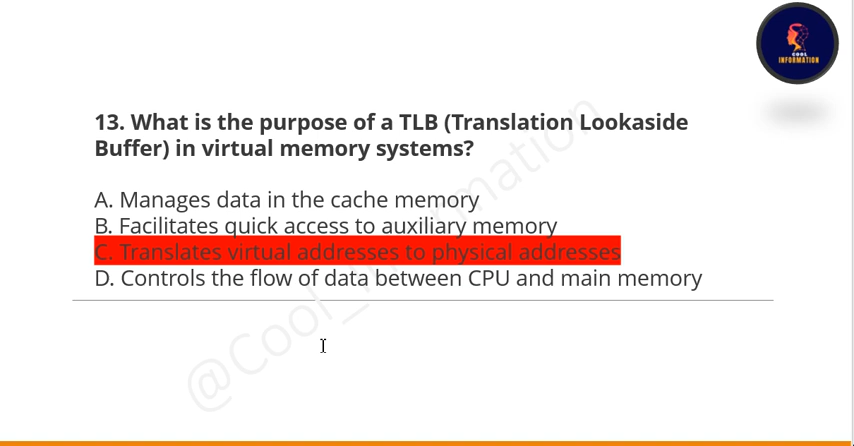 COOL
INFORMATION
13. What is the purpose of a TLB (Translation Lookaside
Buffer) in virtual memory systems?
A. Manages data in the cache memory
B. Facilitates quick access to auxiliary memory
C. Translates virtual addresses to physical addresses
D. Controls the flow of data between CPU and main memory
@Cool_Information